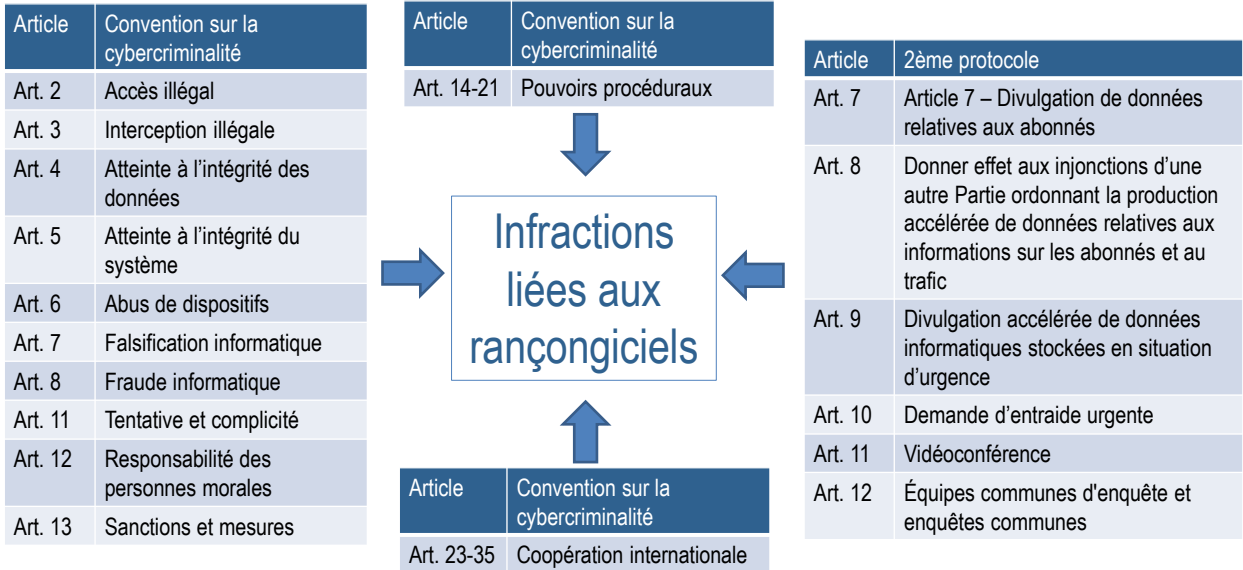 Article Convention sur la
cybercriminalité
Art. 2 Accès illégal
Art. 3 Interception illégale
Art. 4 Atteinte à l’intégrité des
données
Art. 5 Atteinte à l’intégrité du
système
Art. 6 Abus de dispositifs
Art. 7 Falsification informatique
Art. 8 Fraude informatique
Art. 11 Tentative et complicité
Art. 12 Responsabilité des
personnes morales
Art. 13 Sanctions et mesures
Article Convention sur la
cybercriminalité
Art. 14-21 Pouvoirs procéduraux
Infractions
liées aux
rançongiciels
Article Convention sur la
cybercriminalité
Art. 23-35 Coopération internationale
Article 2ème protocole
Art. 7 Article 7 – Divulgation de données
relatives aux abonnés
Art. 8 Donner effet aux injonctions d’une
autre Partie ordonnant la production
accélérée de données relatives aux
informations sur les abonnés et au
trafic
Art. 9 Divulgation accélérée de données
informatiques stockées en situation
d’urgence
Art. 10 Demande d’entraide urgente
Art. 11 Vidéoconférence
Art. 12 Équipes communes d'enquête et
enquêtes communes